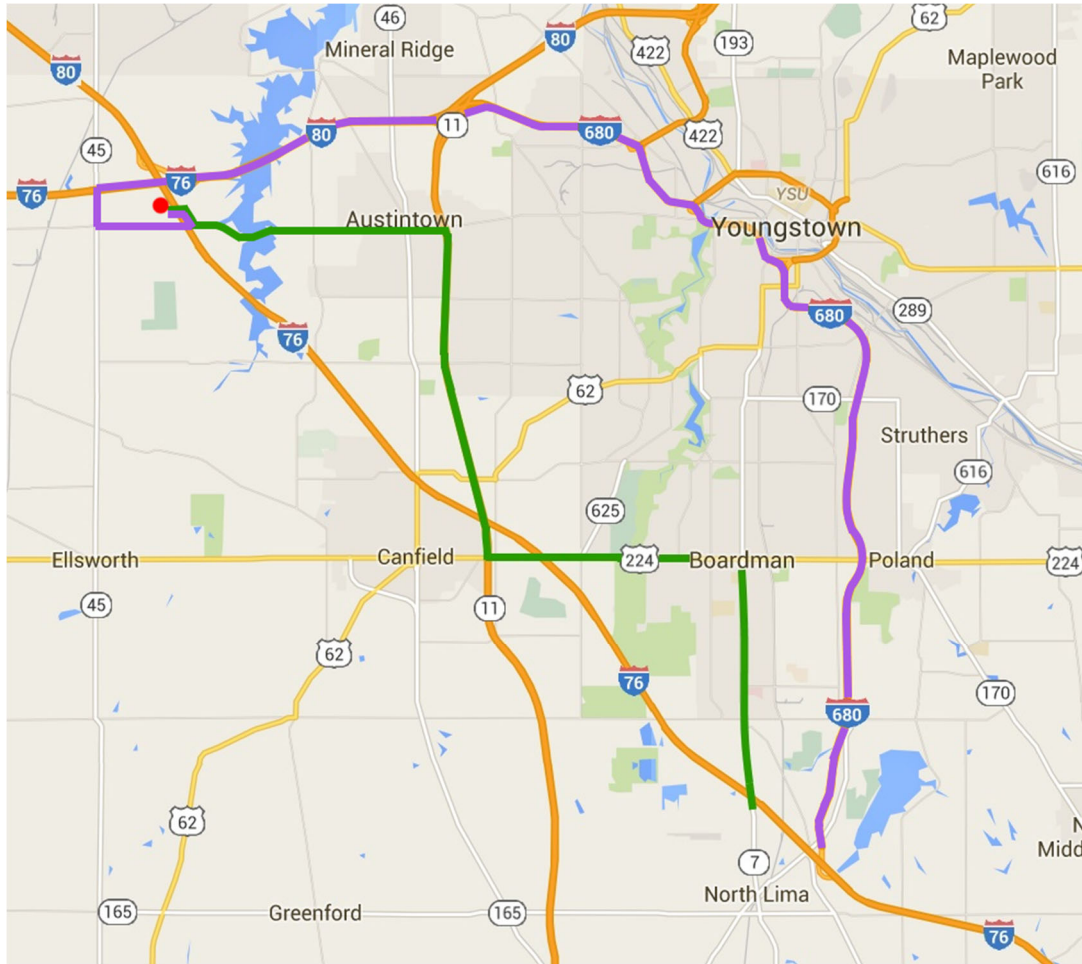 46
62
80
Mineral Ridge
422
193
Maplewood
Park
80
80
11
680
422
45
616
76
76
YSU
Austintown
Youngstown
76
680
289
62
170
Struthers
616
625
Ellsworth
Canfield
224
Boardman
Poland
224
45
11
62
76
170
680
62
7
North Lima
165
Greenford
165
76
N
Midd